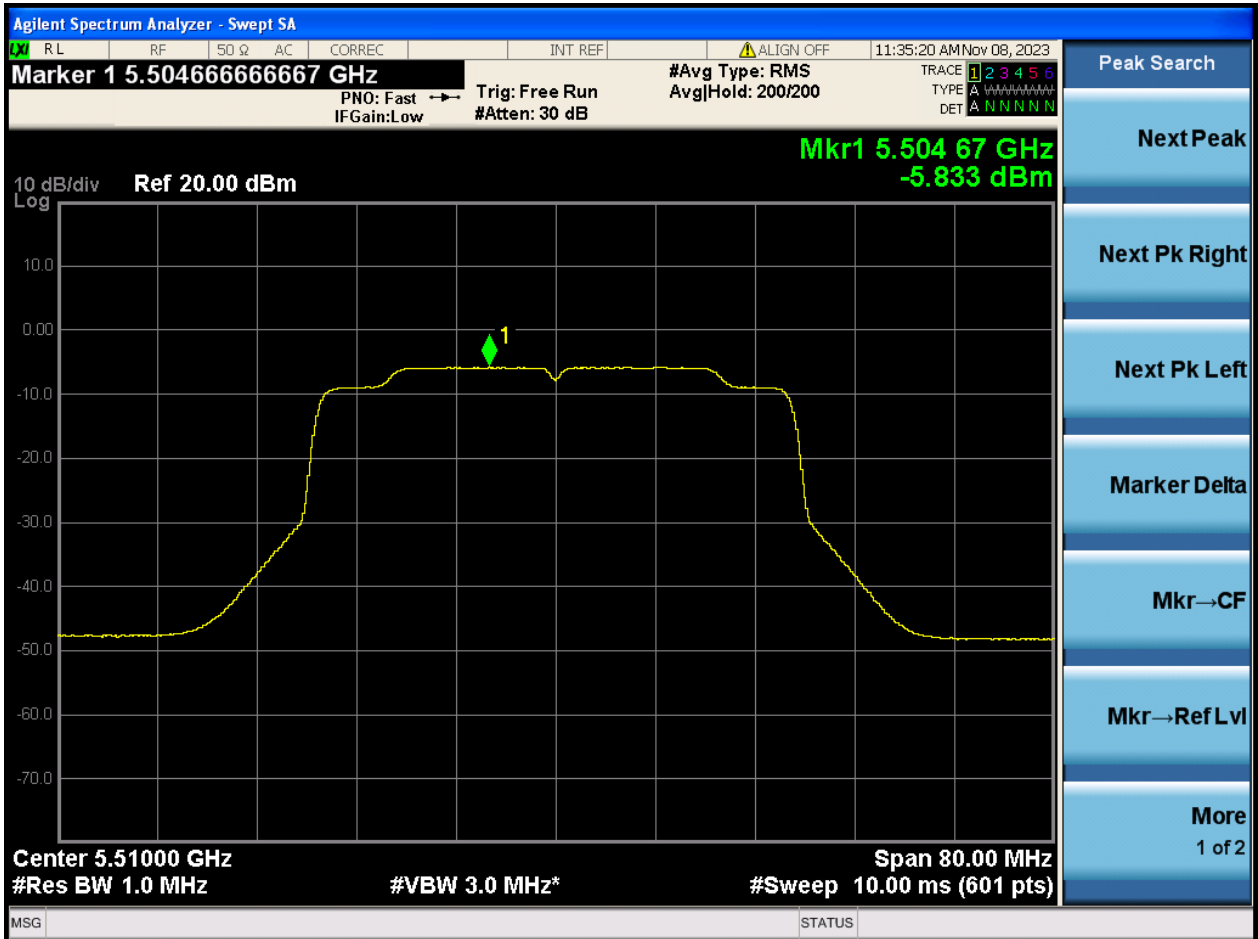 Agilent Spectrum Analyzer - Swept SA
LXI RL RF 50 Ω AC CORREC INT REF ALIGN OFF 11:35:20 AM Nov 08, 2023
Marker 1 5.504666666667 GHz
PNO: Fast
IFGain:Low
Trig: Free Run
#Atten: 30 dB
#Avg Type: RMS
Avg|Hold: 200/200
TRACE 1 2 3 4 5 6
TYPE A WWWWWW
DET A N N N N N
Mkr1 5.504 67 GHz
-5.833 dBm
10 dB/div Ref 20.00 dBm
Log
10.0
0.00
1
-10.0
-20.0
-30.0
-40.0
-50.0
-60.0
-70.0
Center 5.51000 GHz Span 80.00 MHz
#Res BW 1.0 MHz #VBW 3.0 MHz* #Sweep 10.00 ms (601 pts)
MSG STATUS
Peak Search
Next Peak
Next Pk Right
Next Pk Left
Marker Delta
Mkr→CF
Mkr→Ref Lvl
More
1 of 2